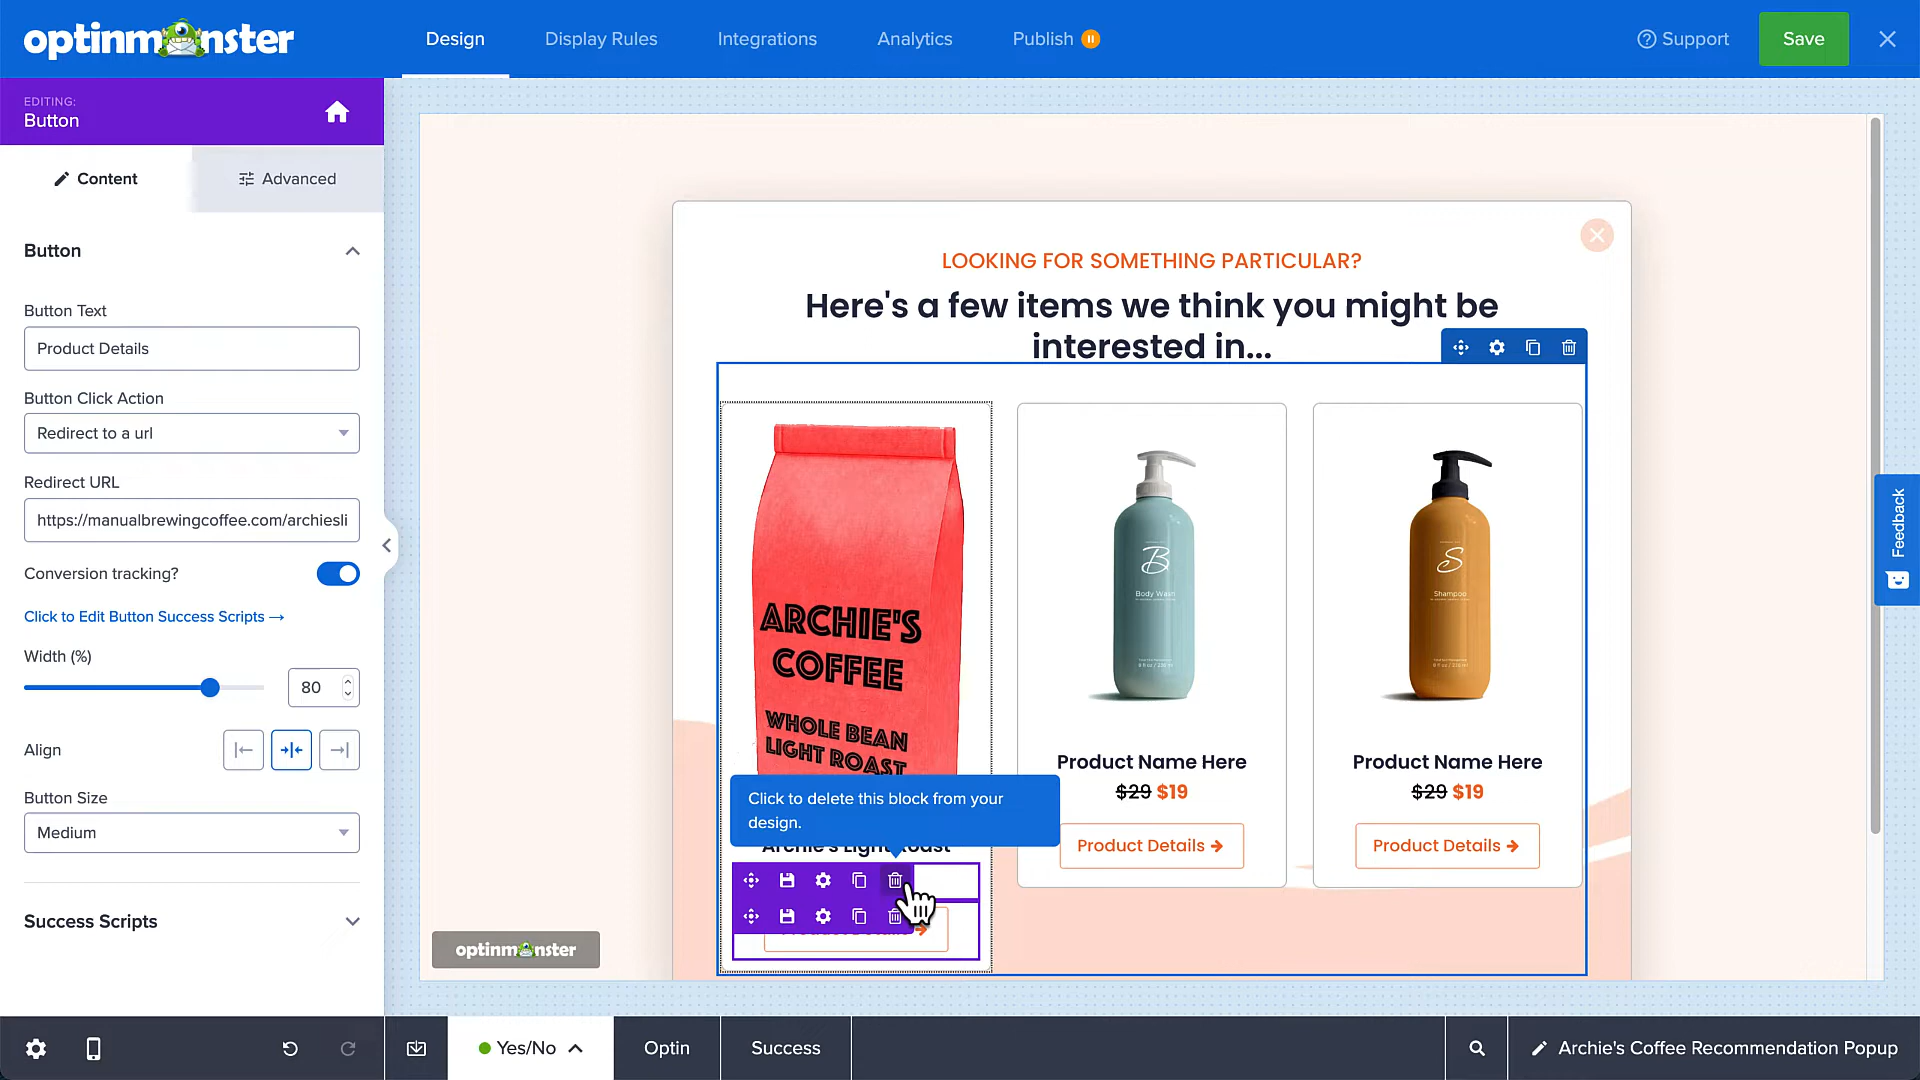 optinmonster
Design
Display Rules
Integrations
Analytics
Publish
Support
Save
EDITING:
Button
Content
Advanced
Button
Button Text
Product Details
Button Click Action
Redirect to a url
Redirect URL
https://manualbrewingcoffee.com/archiesli
Conversion tracking?
Click to Edit Button Success Scripts →
Width (%)
80
Align
Button Size
Medium
Success Scripts
LOOKING FOR SOMETHING PARTICULAR?
Here's a few items we think you might be
interested in...
ARCHIE'S
COFFEE
WHOLE BEAN
LIGHT ROAST
Click to delete this block from your
design.
Archie's Light Roast
Product Details
B
Body Wash
Product Name Here
$29 $19
Product Details →
S
Shampoo
Product Name Here
$29 $19
Product Details →
optinmonster
Feedback
Yes/No
Optin
Success
Archie's Coffee Recommendation Popup